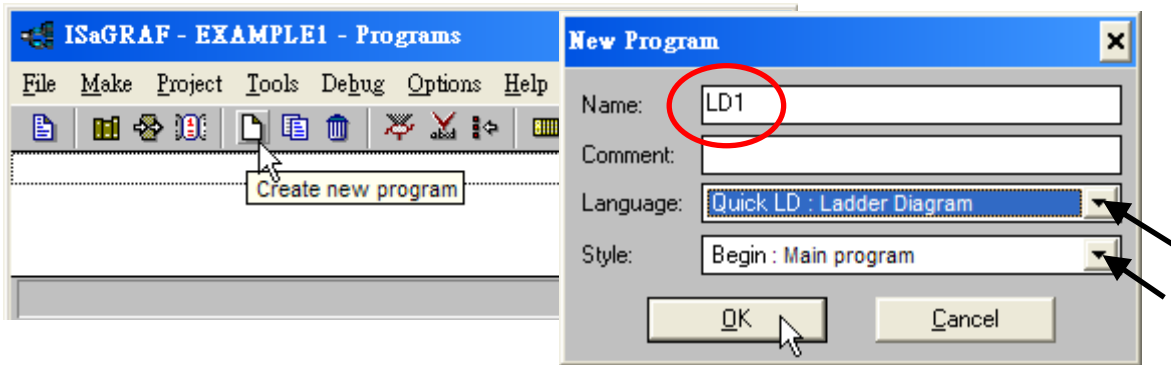 ISaGRAF - EXAMPLE1 - Programs
File Make Project Tools Debug Options Help
Create new program
New Program
Name: LD1
Comment:
Language: Quick LD : Ladder Diagram
Style: Begin : Main program
OK Cancel